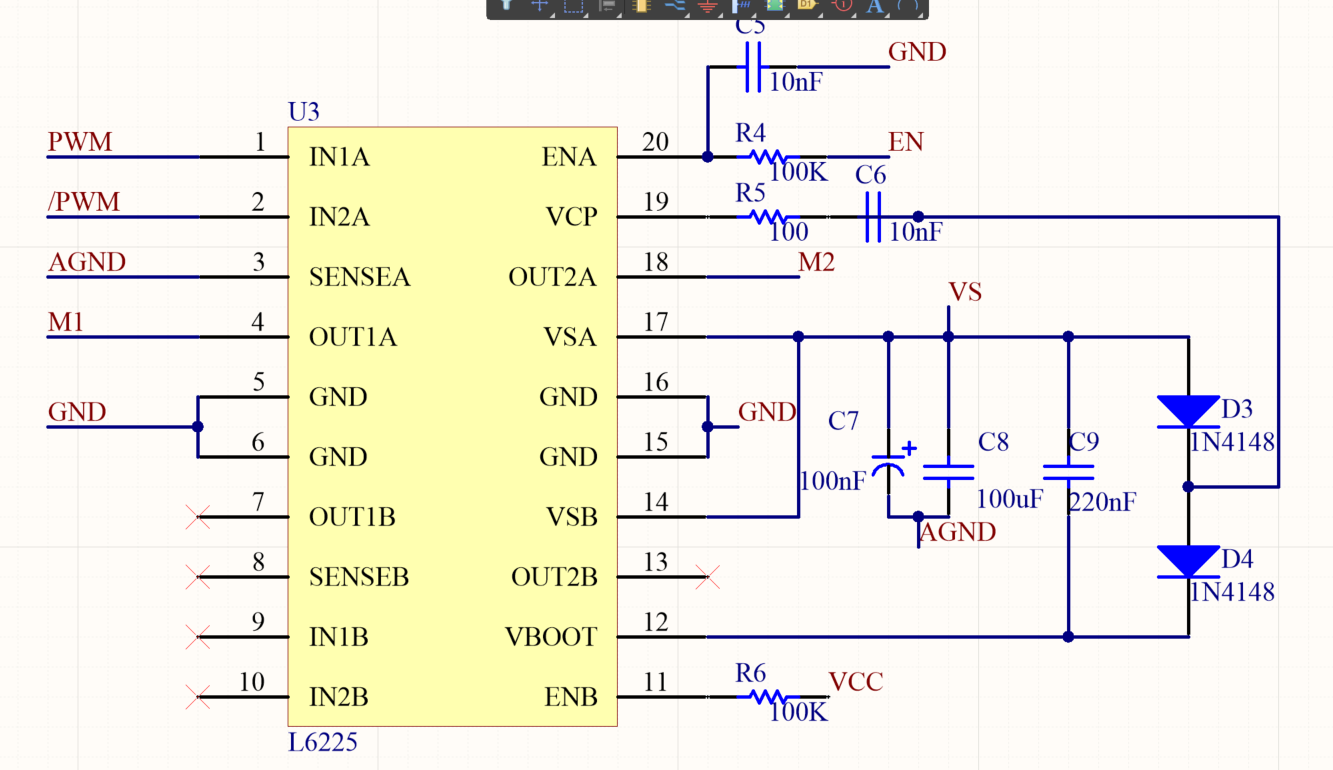 C5
GND
10nF
U3
PWM 1 IN1A ENA 20 R4 EN
100K
C6
/PWM 2 IN2A VCP 19 R5
100 10nF
AGND 3 SENSEA OUT2A 18 M2
VS
M1 4 OUT1A VSA 17
5 GND GND 16
GND GND
C7 D3
6 GND GND 15 C8 C9 1N4148
100nF 100uF 220nF
7 OUT1B VSB 14
AGND
8 SENSEB OUT2B 13 D4
1N4148
9 IN1B VBOOT 12
10 IN2B ENB 11 R6 VCC
100K
L6225
D1
A